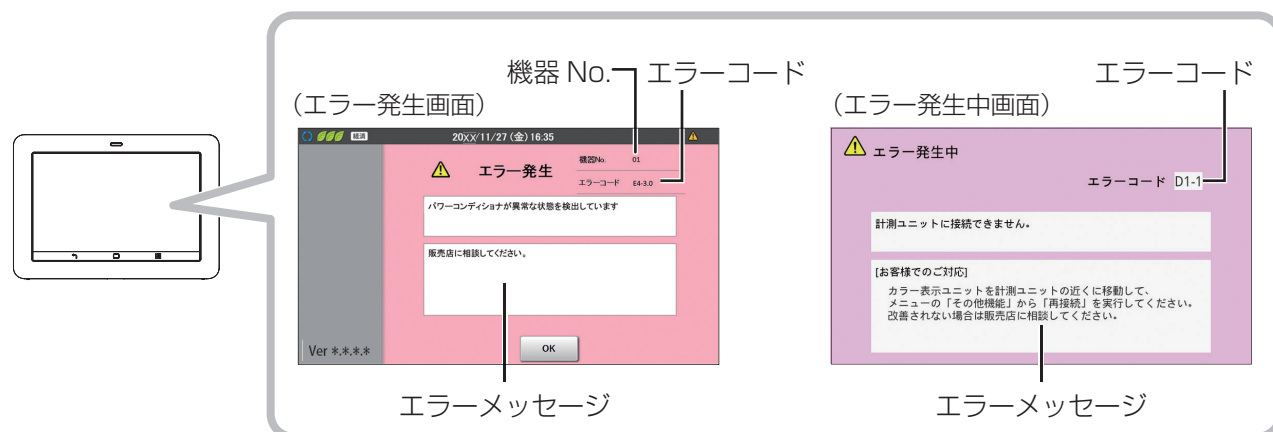 機器 No.
エラーコード
(エラー発生画面)
経済
20XX/11/27(金)16:35
エラー発生
機器No. 01
エラーコード E4-3.0
パワーコンディショナが異常な状態を検出しています
販売店に相談してください。
Ver *.*.*.*
OK
エラーメッセージ
エラーコード
(エラー発生中画面)
エラー発生中
エラーコード D1-1
計測ユニットに接続できません。
[お客様でのご対応]
カラー表示ユニットを計測ユニットの近くに移動して、
メニューの「その他機能」から「再接続」を実行してください。
改善されない場合は販売店に相談してください。
エラーメッセージ